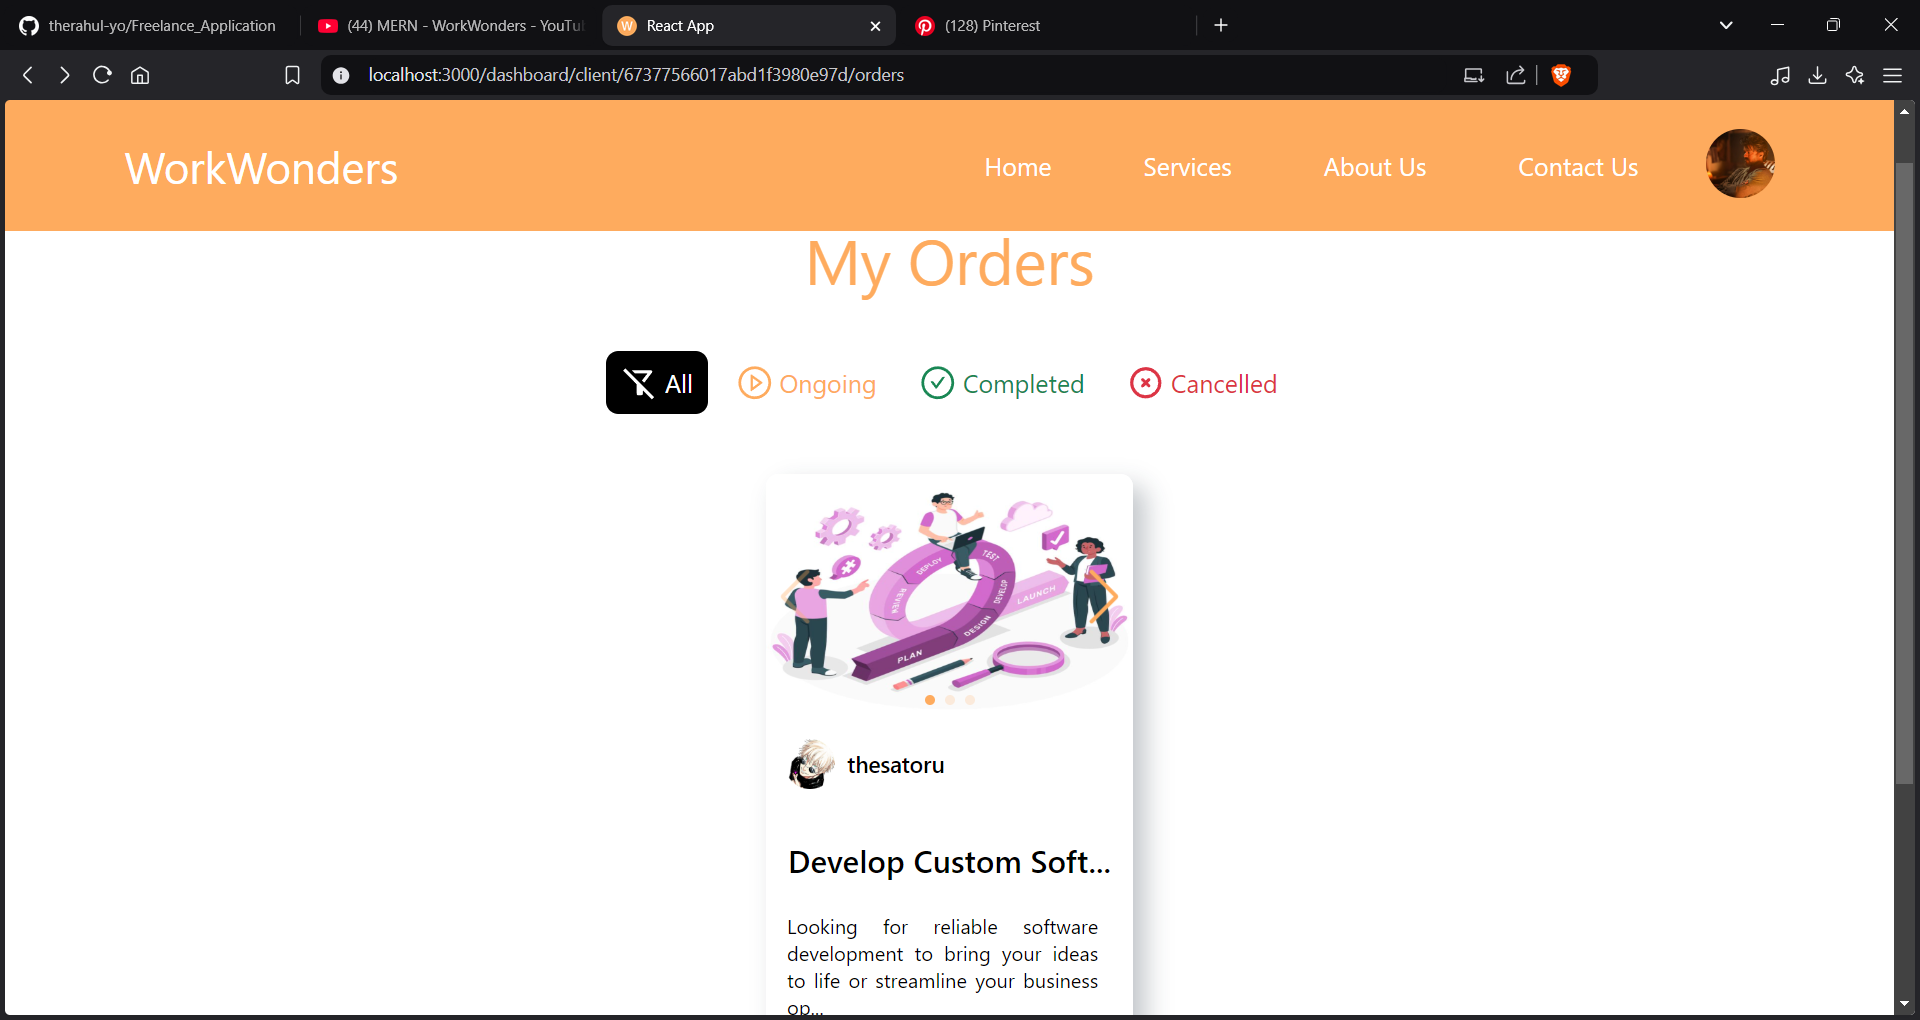 therahul-yo/Freelance_Application
(44) MERN - WorkWonders - YouTu
W React App
(128) Pinterest
localhost:3000/dashboard/client/67377566017abd1f3980e97d/orders
WorkWonders
Home
Services
About Us
Contact Us
My Orders
All
Ongoing
Completed
Cancelled
DEPLOY
TEST
REVIEW
DEVELOP
LAUNCH
DESIGN
PLAN
thesatoru
Develop Custom Soft...
Looking for reliable software
development to bring your ideas
to life or streamline your business
op...